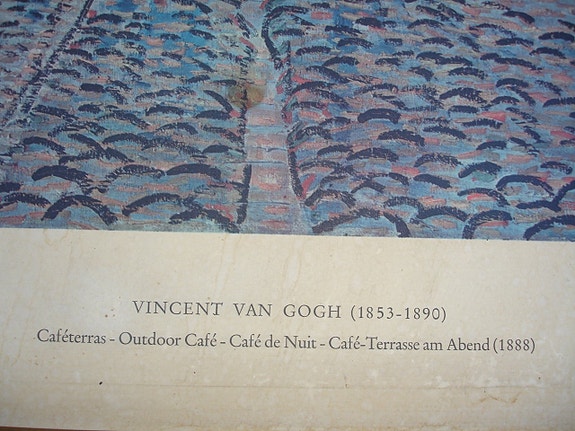 VINCENT VAN GOGH (1853-1890)
Caféterras - Outdoor Café - Café de Nuit - Café-Terrasse am Abend (1888)